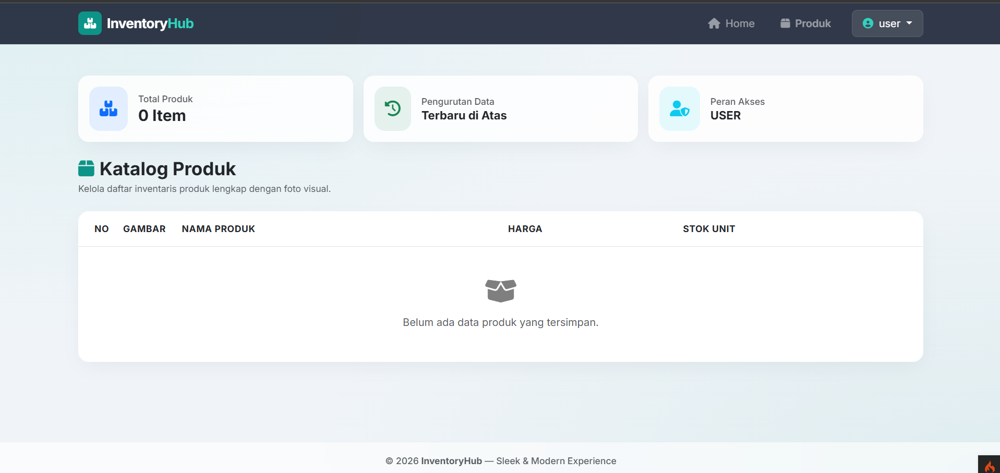 InventoryHub
Home
Produk
user
Total Produk
0 Item
Pengurutan Data
Terbaru di Atas
Peran Akses
USER
Katalog Produk
Kelola daftar inventaris produk lengkap dengan foto visual.
NO GAMBAR NAMA PRODUK HARGA STOK UNIT
Belum ada data produk yang tersimpan.
© 2026 InventoryHub — Sleek & Modern Experience